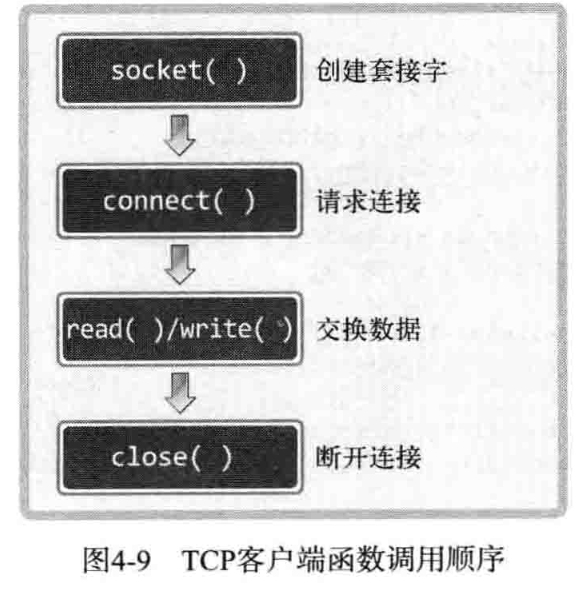 socket( ) 创建套接字
connect( ) 请求连接
read( )/write( ) 交换数据
close( ) 断开连接
图4-9 TCP客户端函数调用顺序